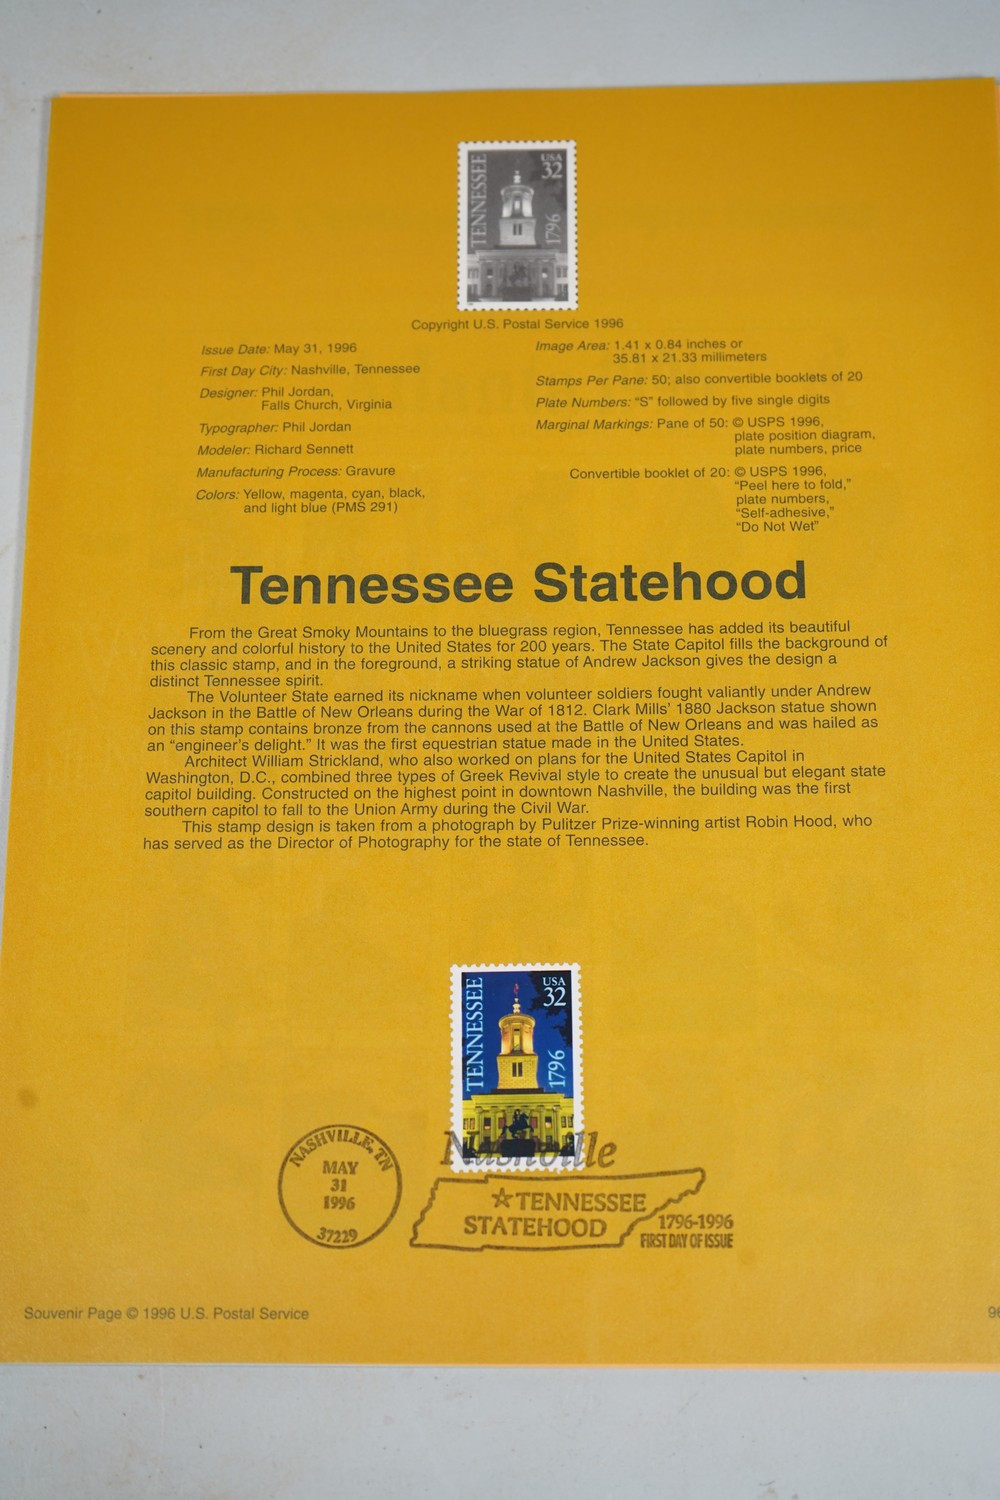 TENNESSEE
USA
32
1796
Copyright U.S. Postal Service 1996
Issue Date: May 31, 1996
First Day City: Nashville, Tennessee
Designer: Phil Jordan,
Falls Church, Virginia
Typographer: Phil Jordan
Modeler: Richard Sennett
Manufacturing Process: Gravure
Colors: Yellow, magenta, cyan, black,
and light blue (PMS 291)
Image Area: 1.41 x 0.84 inches or
35.81 x 21.33 millimeters
Stamps Per Pane: 50; also convertible booklets of 20
Plate Numbers: “S” followed by five single digits
Marginal Markings: Pane of 50: © USPS 1996,
plate position diagram,
plate numbers, price
Convertible booklet of 20: © USPS 1996,
“Peel here to fold,”
plate numbers,
“Self-adhesive,”
“Do Not Wet”
Tennessee Statehood
From the Great Smoky Mountains to the bluegrass region, Tennessee has added its beautiful
scenery and colorful history to the United States for 200 years. The State Capitol fills the background of
this classic stamp, and in the foreground, a striking statue of Andrew Jackson gives the design a
distinct Tennessee spirit.
The Volunteer State earned its nickname when volunteer soldiers fought valiantly under Andrew
Jackson in the Battle of New Orleans during the War of 1812. Clark Mills’ 1880 Jackson statue shown
on this stamp contains bronze from the cannons used at the Battle of New Orleans and was hailed as
an “engineer’s delight.” It was the first equestrian statue made in the United States.
Architect William Strickland, who also worked on plans for the United States Capitol in
Washington, D.C., combined three types of Greek Revival style to create the unusual but elegant state
capitol building. Constructed on the highest point in downtown Nashville, the building was the first
southern capitol to fall to the Union Army during the Civil War.
This stamp design is taken from a photograph by Pulitzer Prize-winning artist Robin Hood, who
has served as the Director of Photography for the state of Tennessee.
TENNESSEE
USA
32
1796
NASHVILLE, TN
MAY
31
1996
37229
Nashville
TENNESSEE
STATEHOOD
1796-1996
FIRST DAY OF ISSUE
Souvenir Page © 1996 U.S. Postal Service